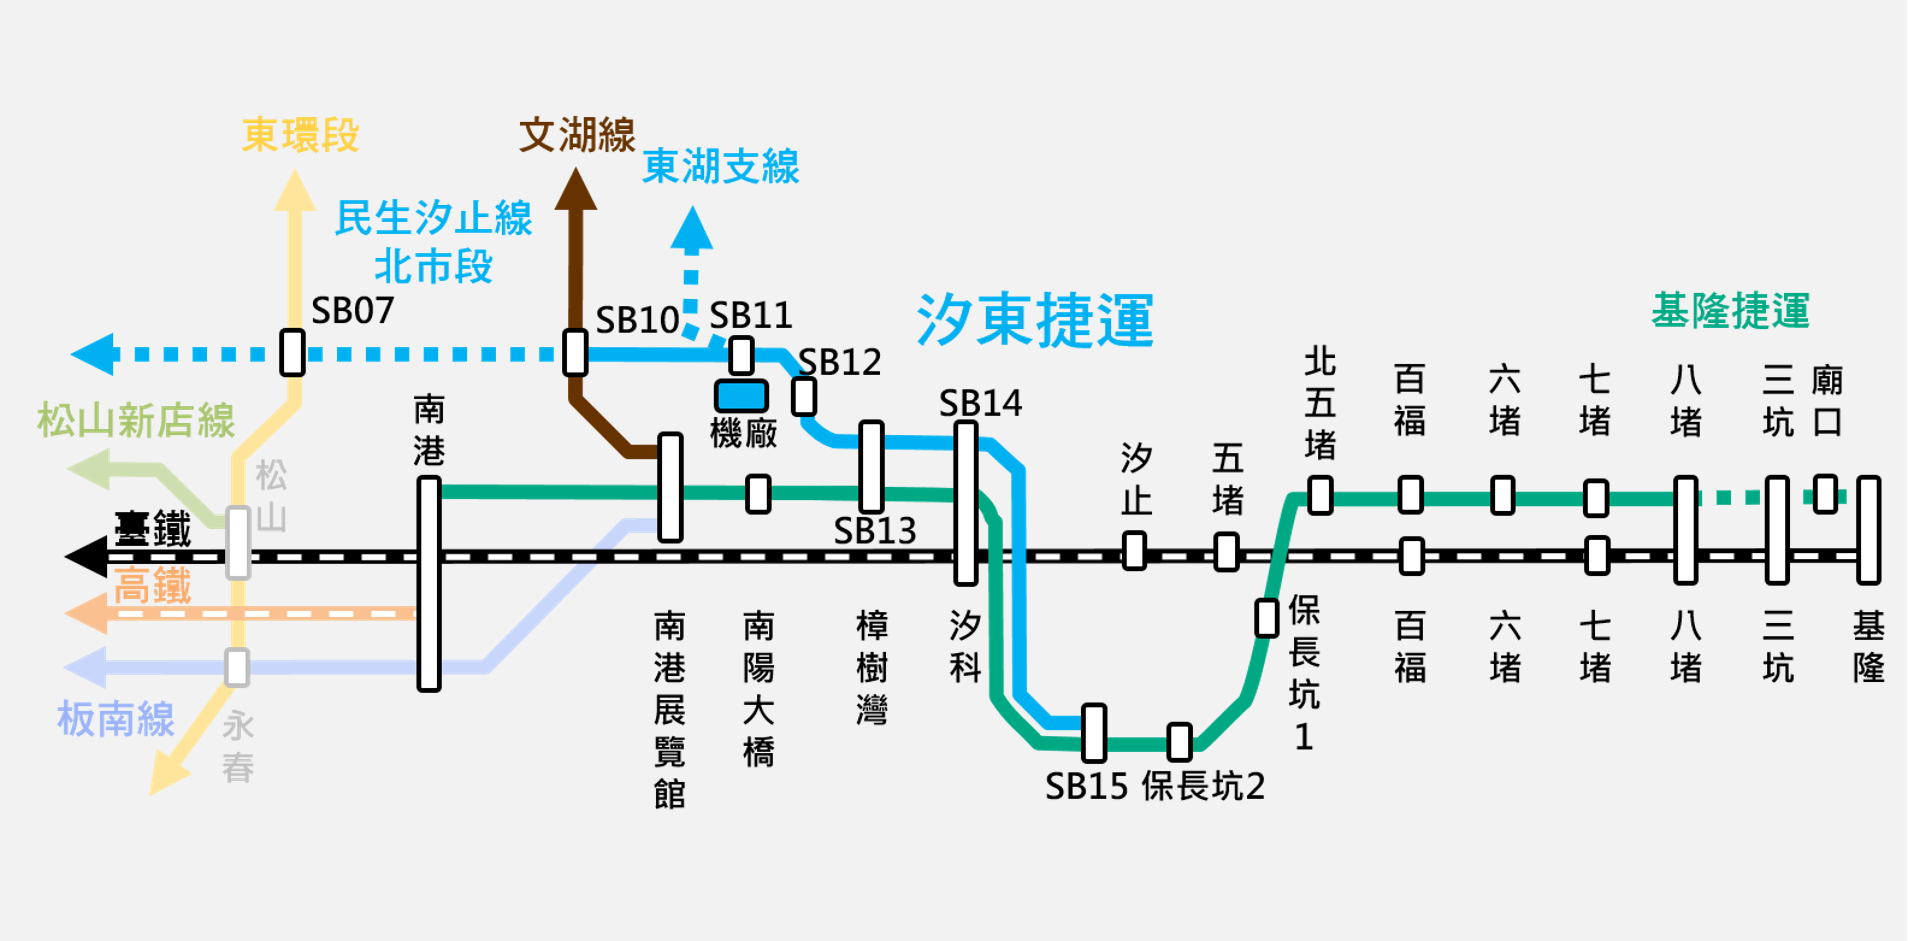 東環段
文湖線
東湖支線
民生汐止線
北市段
SB07
SB10
SB11
SB12
汐東捷運
基隆捷運
機廠
松山新店線
松山
南港
SB14
SB13
汐止
五堵
北五堵
百福
六堵
七堵
八堵
三坑
廟口
臺鐵
高鐵
板南線
永春
南港展覽館
南陽大橋
樟樹灣
汐科
保長坑1
百福
六堵
七堵
八堵
三坑
基隆
SB15
保長坑2